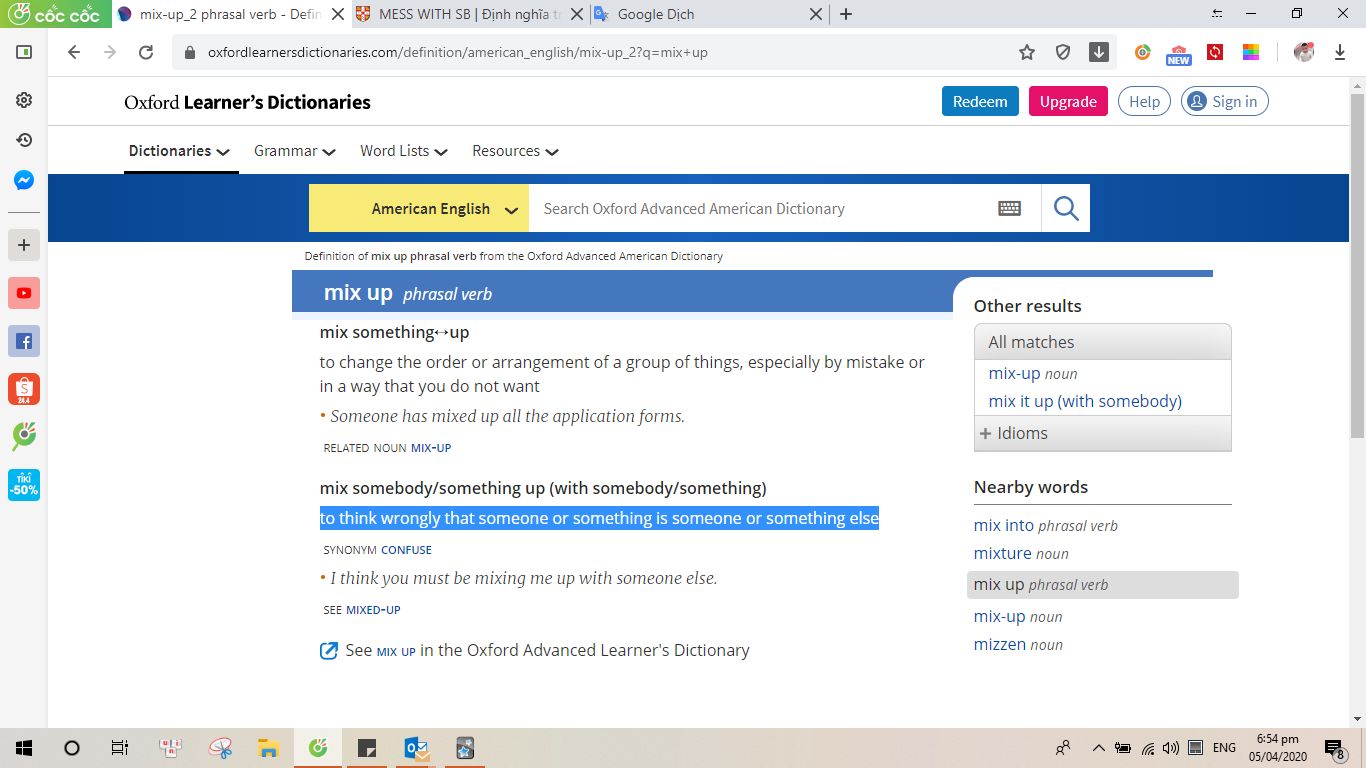 cốc cốc
mix-up_2 phrasal verb - Defin
MESS WITH SB | Định nghĩa tr
Google Dịch
oxfordlearnersdictionaries.com/definition/american_english/mix-up_2?q=mix+up
NEW
Oxford Learner's Dictionaries
Redeem
Upgrade
Help
Sign in
Dictionaries
Grammar
Word Lists
Resources
American English
Search Oxford Advanced American Dictionary
Definition of mix up phrasal verb from the Oxford Advanced American Dictionary
mix up phrasal verb
mix something↔up
to change the order or arrangement of a group of things, especially by mistake or
in a way that you do not want
• Someone has mixed up all the application forms.
RELATED NOUN MIX-UP
mix somebody/something up (with somebody/something)
to think wrongly that someone or something is someone or something else
SYNONYM CONFUSE
• I think you must be mixing me up with someone else.
SEE MIXED-UP
See MIX UP in the Oxford Advanced Learner's Dictionary
Other results
All matches
mix-up noun
mix it up (with somebody)
+ Idioms
Nearby words
mix into phrasal verb
mixture noun
mix up phrasal verb
mix-up noun
mizzen noun
24.4
TIKI
-50%
ENG
6:54 pm
05/04/2020
8